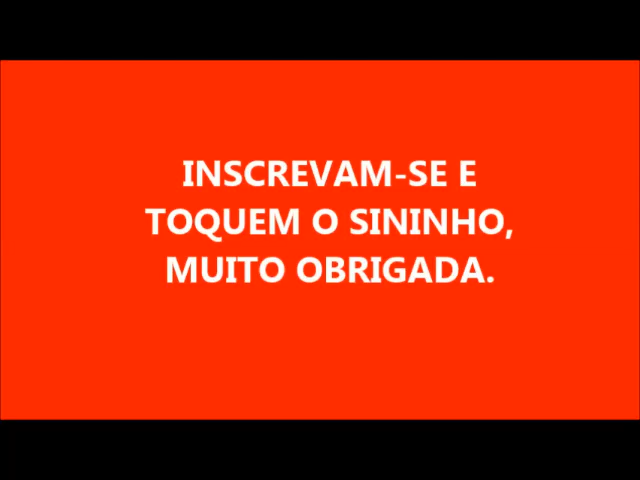 INSCREVAM-SE E
TOQUEM O SININHO,
MUITO OBRIGADA.